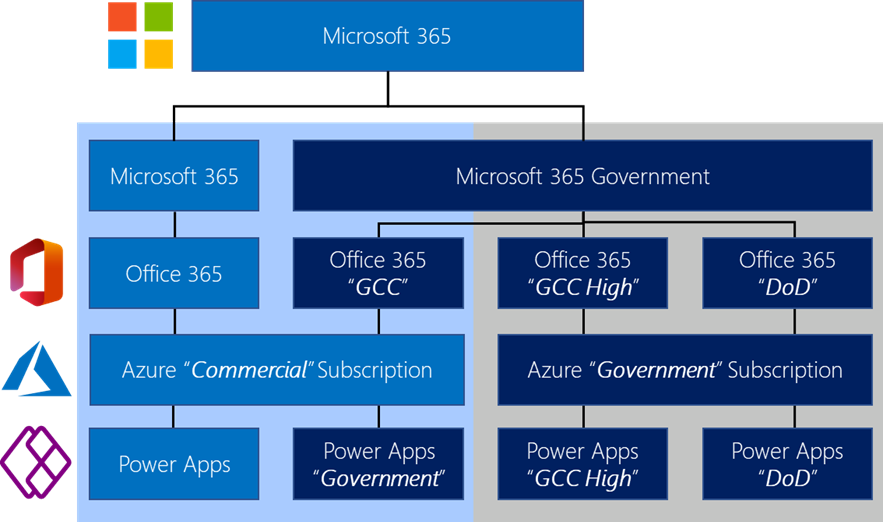 Microsoft 365
Microsoft 365
Microsoft 365 Government
Office 365
Office 365
“GCC”
Office 365
“GCC High”
Office 365
“DoD”
Azure “Commercial” Subscription
Azure “Government” Subscription
Power Apps
Power Apps
“Government”
Power Apps
“GCC High”
Power Apps
“DoD”